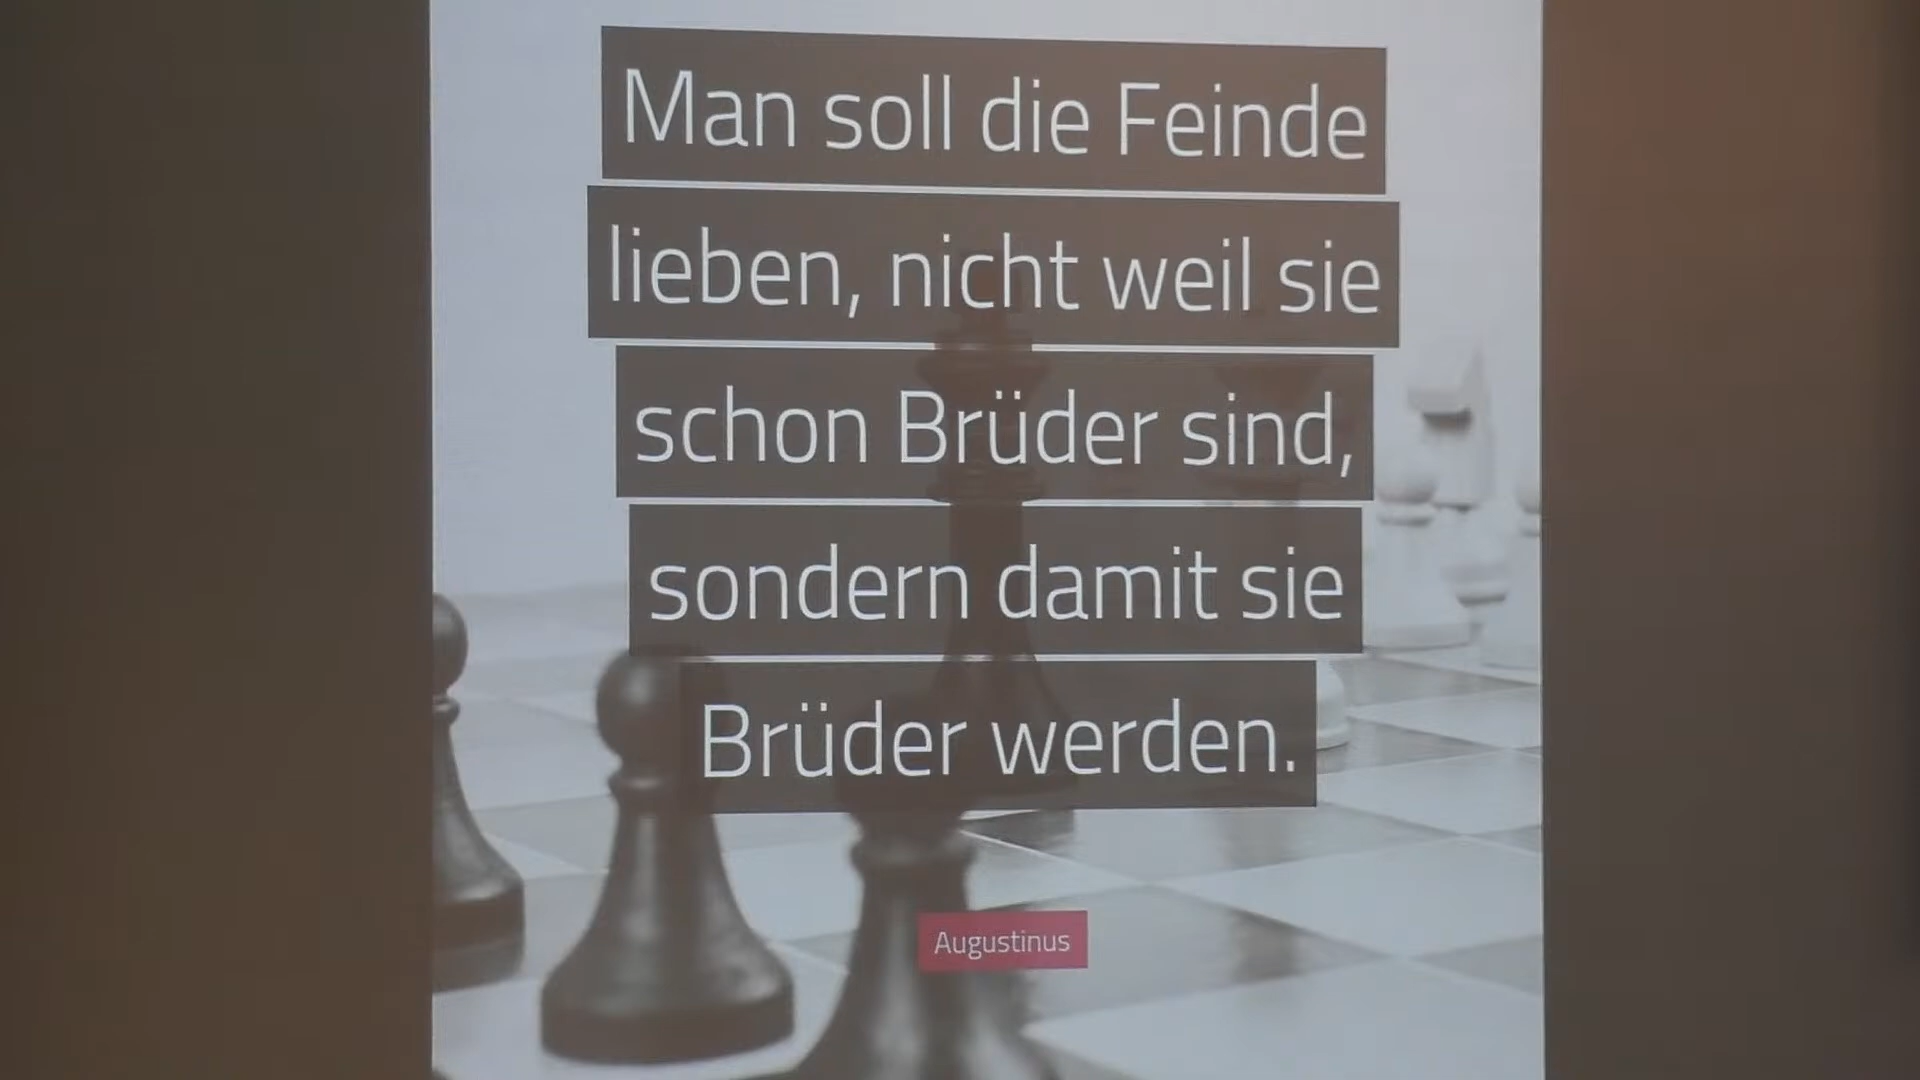 Man soll die Feinde
lieben, nicht weil sie
schon Brüder sind,
sondern damit sie
Brüder werden.
Augustinus